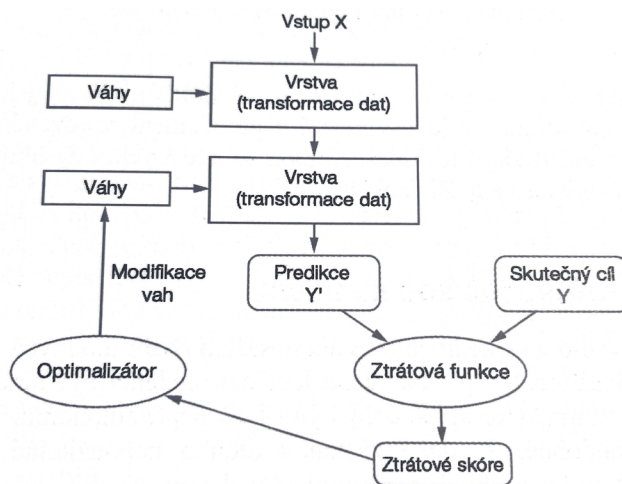 Vstup X
Váhy
Vrstva
(transformace dat)
Váhy
Vrstva
(transformace dat)
Modifikace
vah
Predikce
Y'
Skutečný cíl
Y
Optimalizátor
Ztrátová funkce
Ztrátové skóre